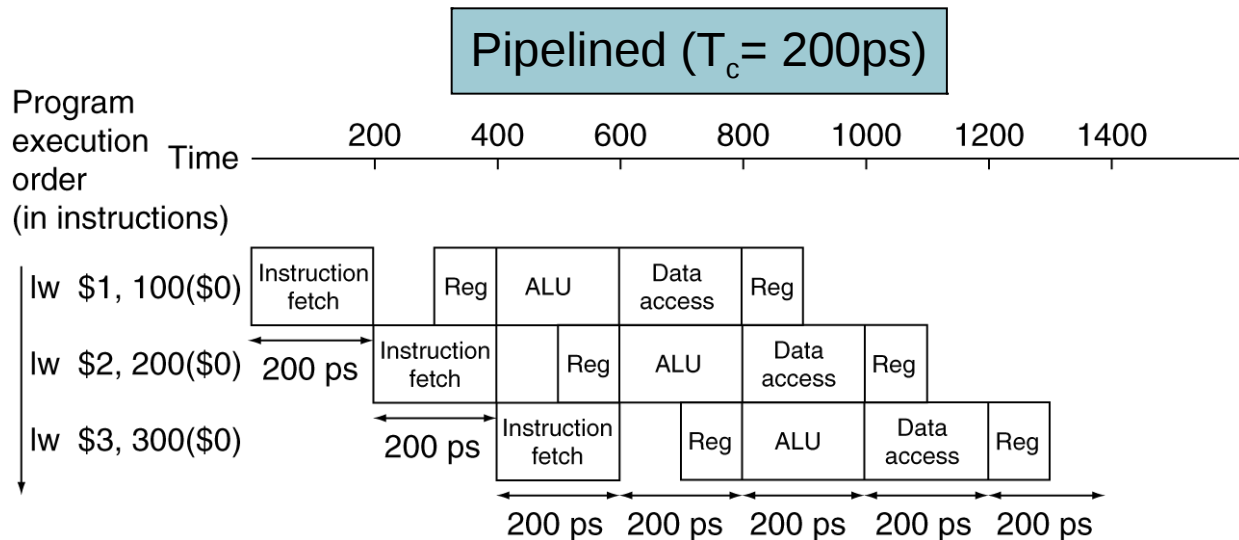 Pipelined (Tc= 200ps)
Program
execution
order
(in instructions)
Time
200 400 600 800 1000 1200 1400
lw $1, 100($0)
Instruction
fetch
Reg
ALU
Data
access
Reg
200 ps
lw $2, 200($0)
Instruction
fetch
Reg
ALU
Data
access
Reg
200 ps
lw $3, 300($0)
Instruction
fetch
Reg
ALU
Data
access
Reg
200 ps 200 ps 200 ps 200 ps 200 ps